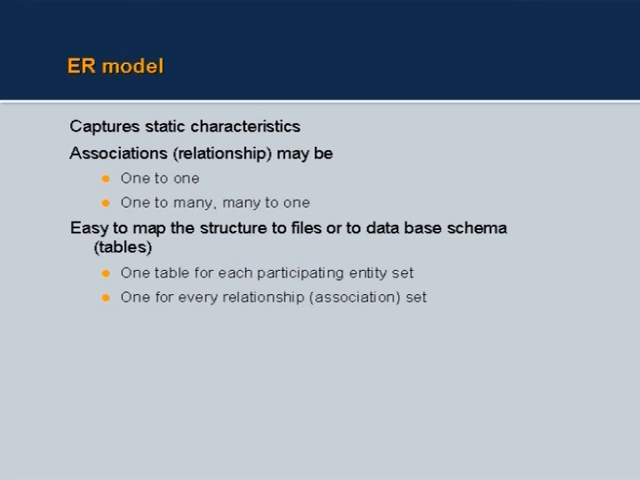 ER model
Captures static characteristics
Associations (relationship) may be
One to one
One to many, many to one
Easy to map the structure to files or to data base schema
(tables)
One table for each participating entity set
One for every relationship (association) set